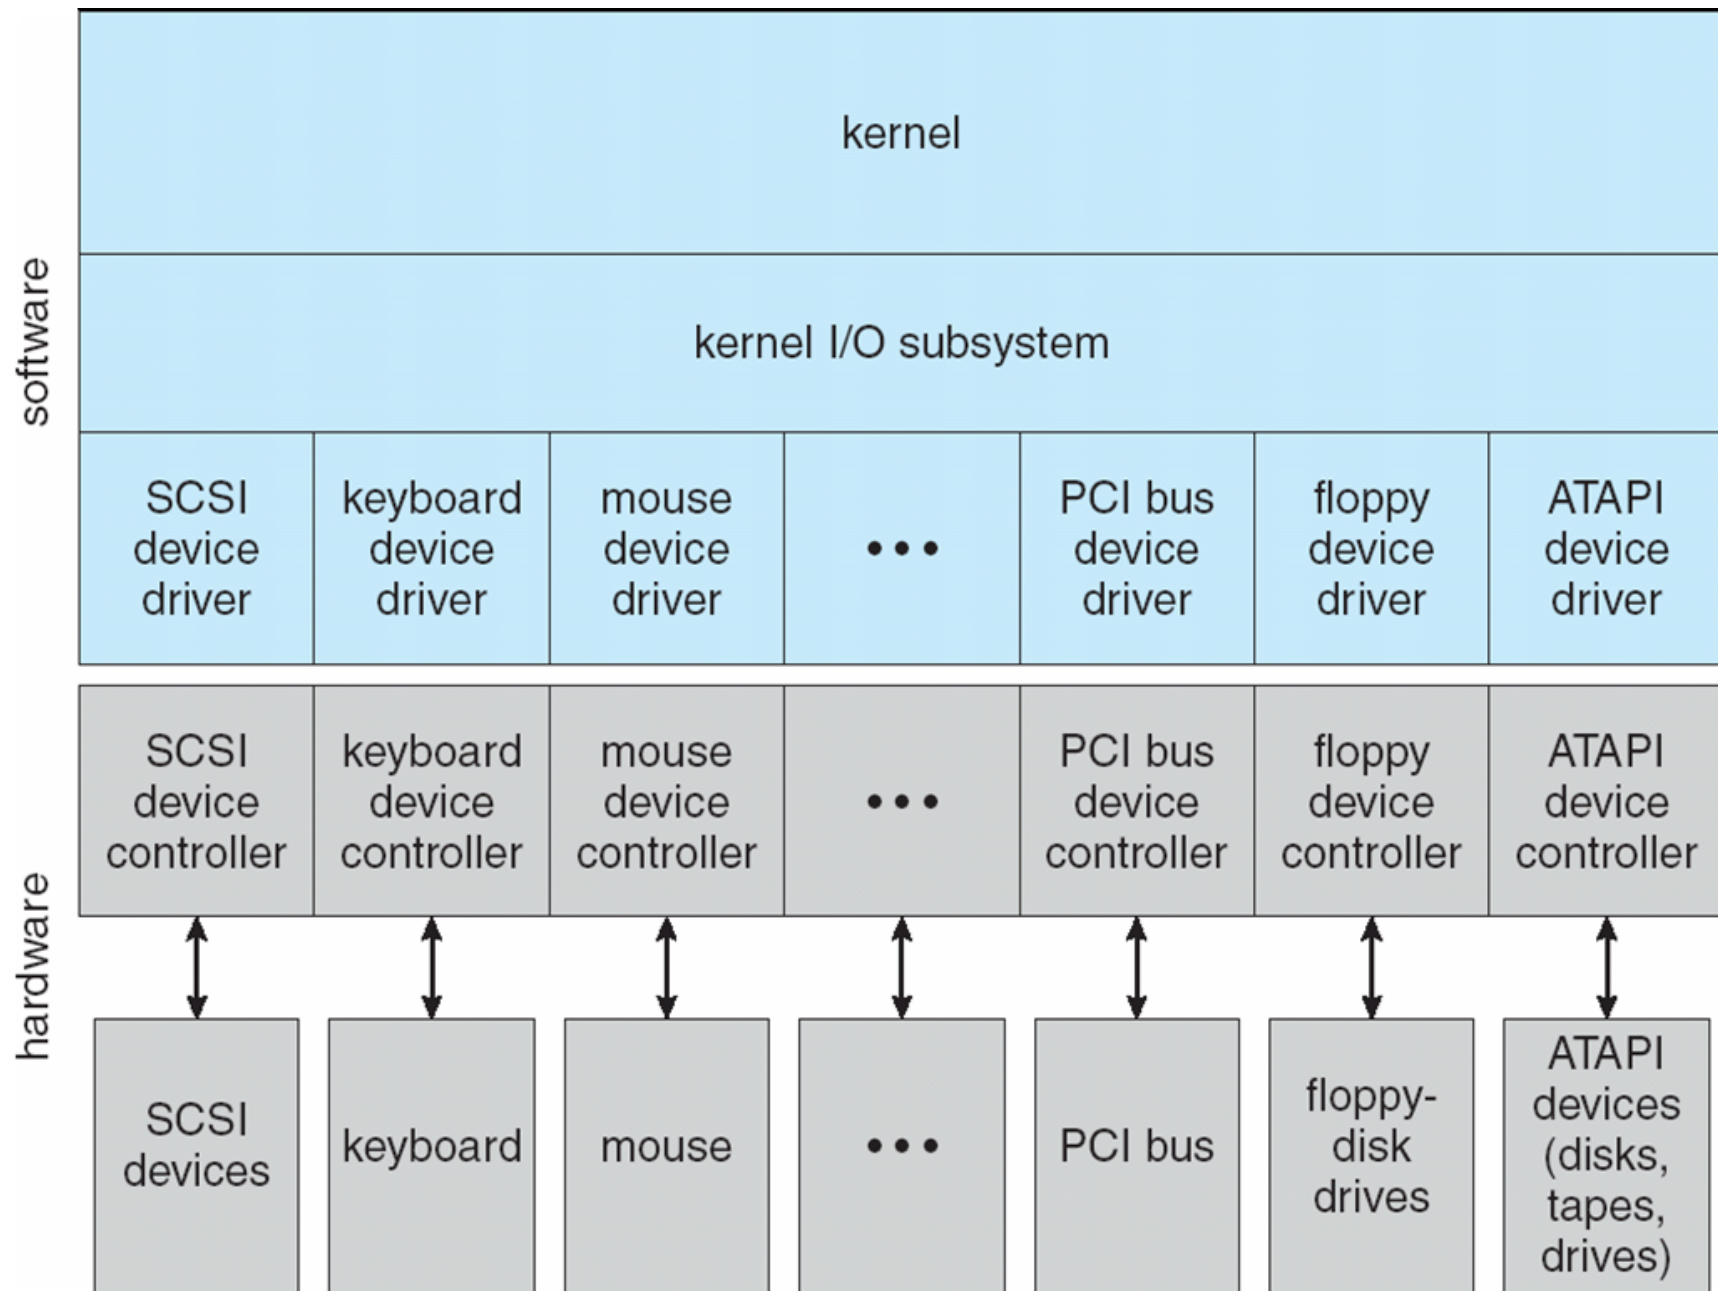 kernel
software
kernel I/O subsystem
SCSI
device
driver
keyboard
device
driver
mouse
device
driver
•••
PCI bus
device
driver
floppy
device
driver
ATAPI
device
driver
hardware
SCSI
device
controller
keyboard
device
controller
mouse
device
controller
•••
PCI bus
device
controller
floppy
device
controller
ATAPI
device
controller
SCSI
devices
keyboard
mouse
•••
PCI bus
floppy-
disk
drives
ATAPI
devices
(disks,
tapes,
drives)